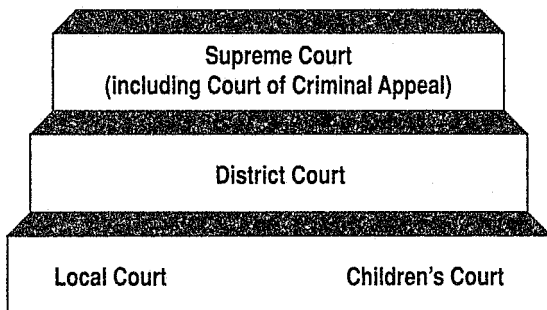 Supreme Court
(including Court of Criminal Appeal)
District Court
Local Court Children's Court